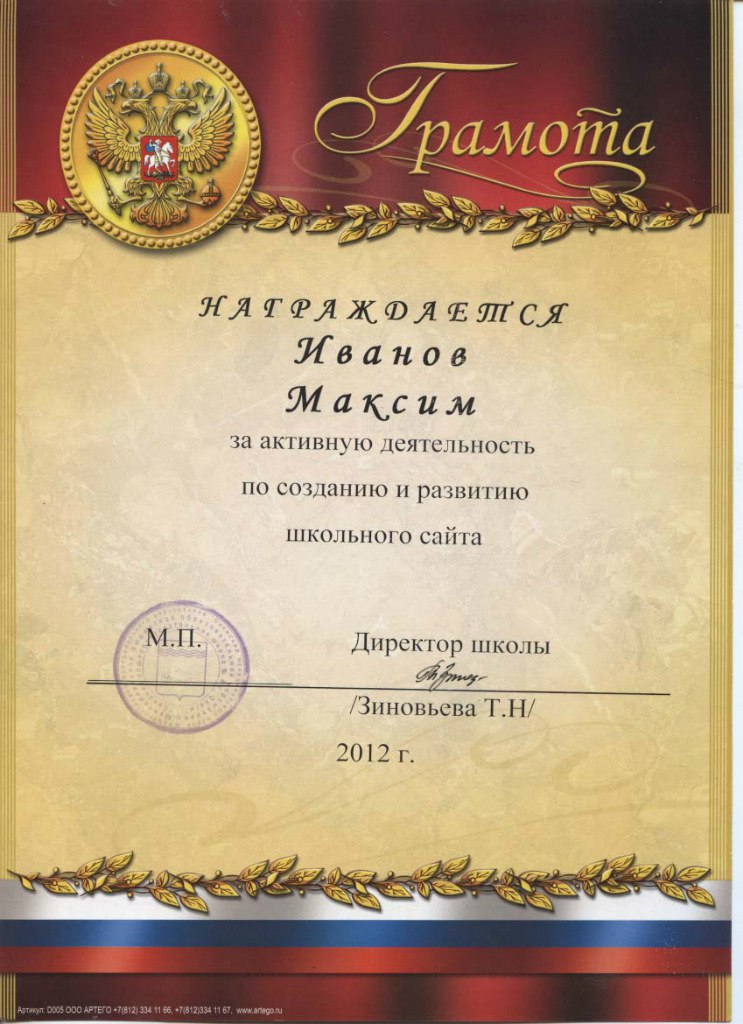 Грамота
НАГРАЖДАЕТСЯ
Иванов
Максим
за активную деятельность
по созданию и развитию
школьного сайта
М.П.
Директор школы
/Зиновьева Т.Н/
2012 г.
Артикул: D005 ООО АРТЕГО +7(812) 334 11 66, +7(812)334 11 67, www.artego.ru